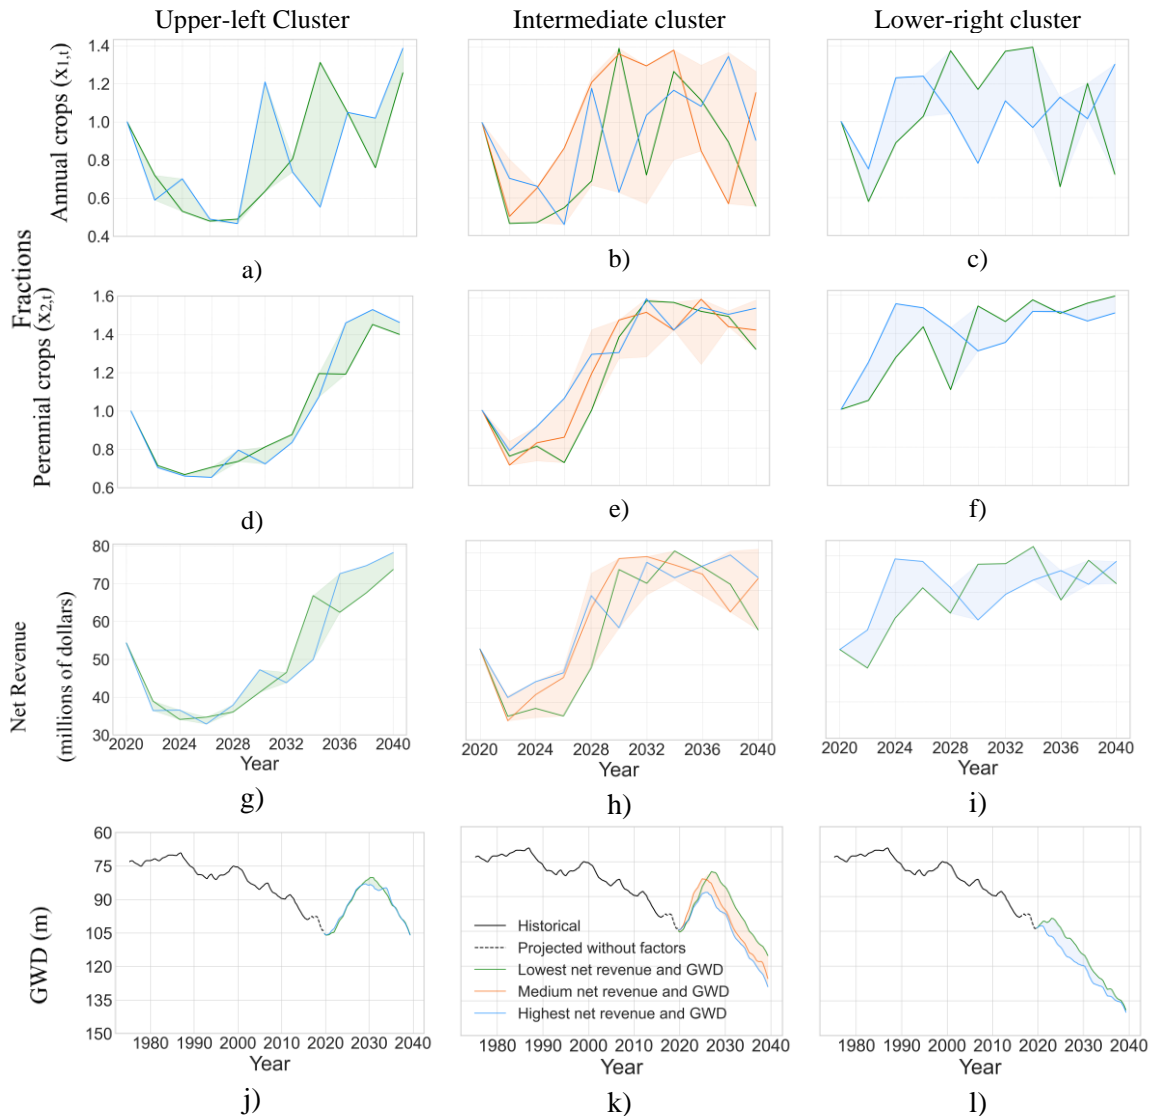 Upper-left Cluster
Intermediate cluster
Lower-right cluster
Fractions
Annual crops (x1,t)
1.4
1.2
1.0
0.8
0.6
0.4
a)
b)
c)
Perennial crops (x2,t)
1.6
1.4
1.2
1.0
0.8
0.6
d)
e)
f)
Net Revenue
(millions of dollars)
80
70
60
50
40
30
2020 2024 2028 2032 2036 2040
Year
2020 2024 2028 2032 2036 2040
Year
2020 2024 2028 2032 2036 2040
Year
g)
h)
i)
GWD (m)
60
75
90
105
120
135
150
Historical
Projected without factors
Lowest net revenue and GWD
Medium net revenue and GWD
Highest net revenue and GWD
1980 1990 2000 2010 2020 2030 2040
Year
1980 1990 2000 2010 2020 2030 2040
Year
1980 1990 2000 2010 2020 2030 2040
Year
j)
k)
l)